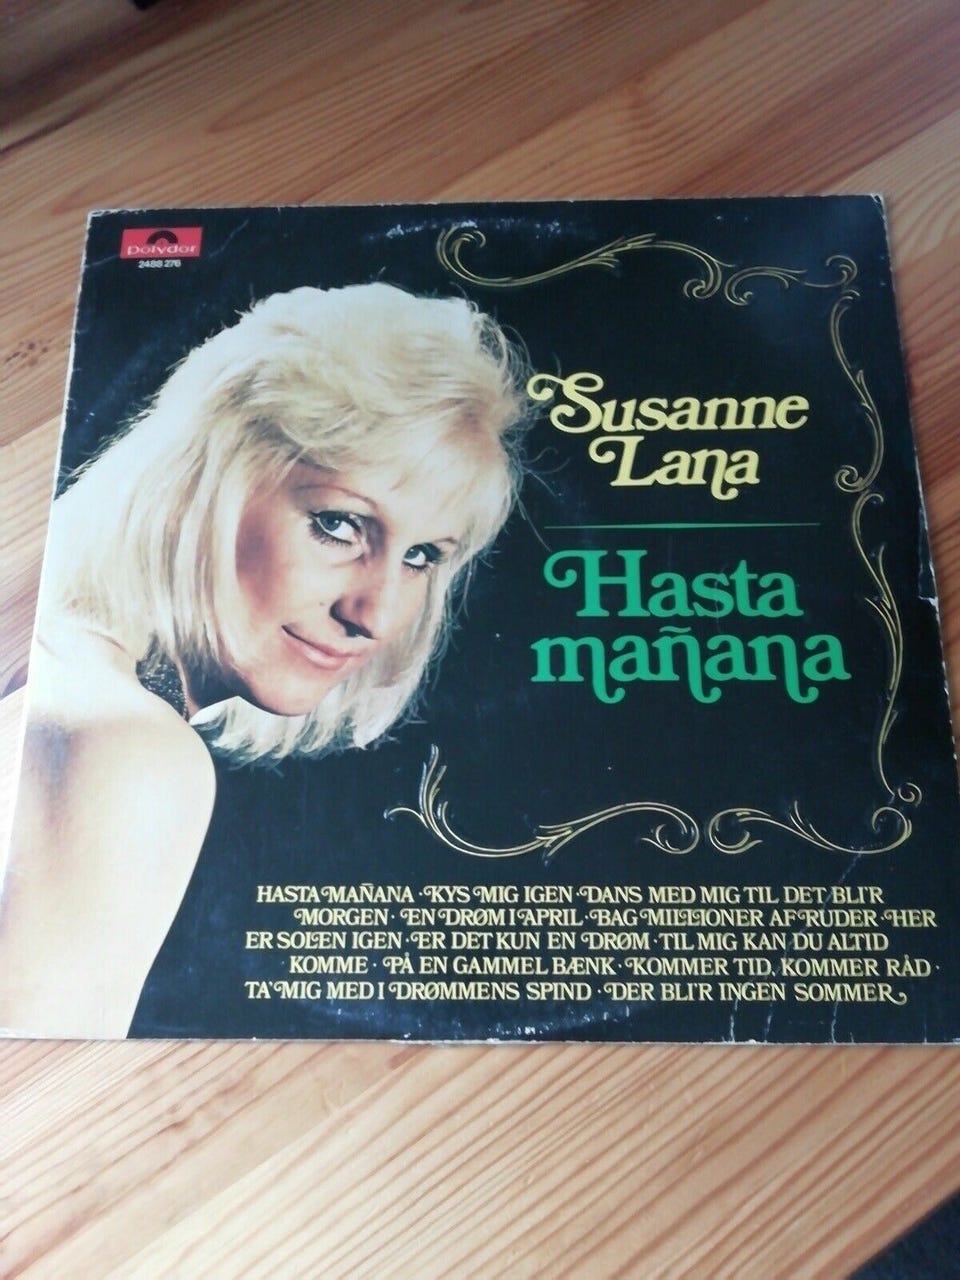 polydor
2488 276
Susanne
Lana
Hasta
mañana
HASTA MAÑANA · KYS MIG IGEN · DANS MED MIG TIL DET BLI'R
MORGEN · EN DRØM I APRIL · BAG MILLIONER AF RUDER · HER
ER SOLEN IGEN · ER DET KUN EN DRØM · TIL MIG KAN DU ALTID
KOMME · PÅ EN GAMMEL BÆNK · KOMMER TID, KOMMER RÅD ·
TA' MIG MED I DRØMMENS SPIND · DER BLI'R INGEN SOMMER